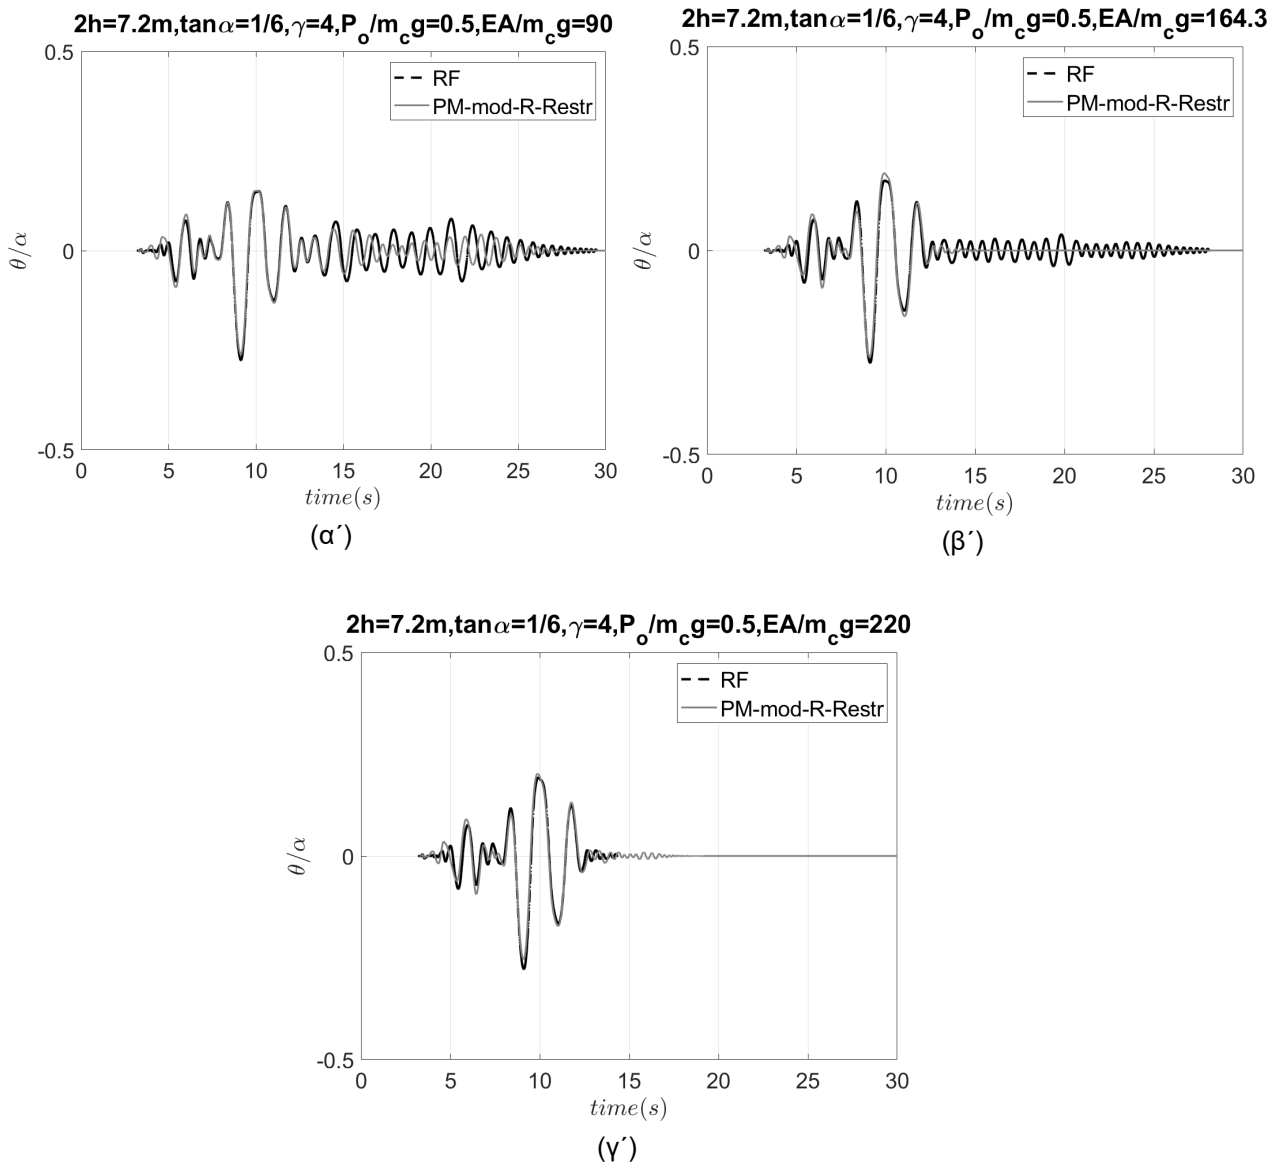 2h=7.2m,tanα=1/6,γ=4,P_o/m_cg=0.5,EA/m_cg=90
0.5
RF
PM-mod-R-Restr
θ/α
0
-0.5
0 5 10 15 20 25 30
time(s)
(α´)
2h=7.2m,tanα=1/6,γ=4,P_o/m_cg=0.5,EA/m_cg=164.3
0.5
RF
PM-mod-R-Restr
θ/α
0
-0.5
0 5 10 15 20 25 30
time(s)
(β´)
2h=7.2m,tanα=1/6,γ=4,P_o/m_cg=0.5,EA/m_cg=220
0.5
RF
PM-mod-R-Restr
θ/α
0
-0.5
0 5 10 15 20 25 30
time(s)
(γ´)